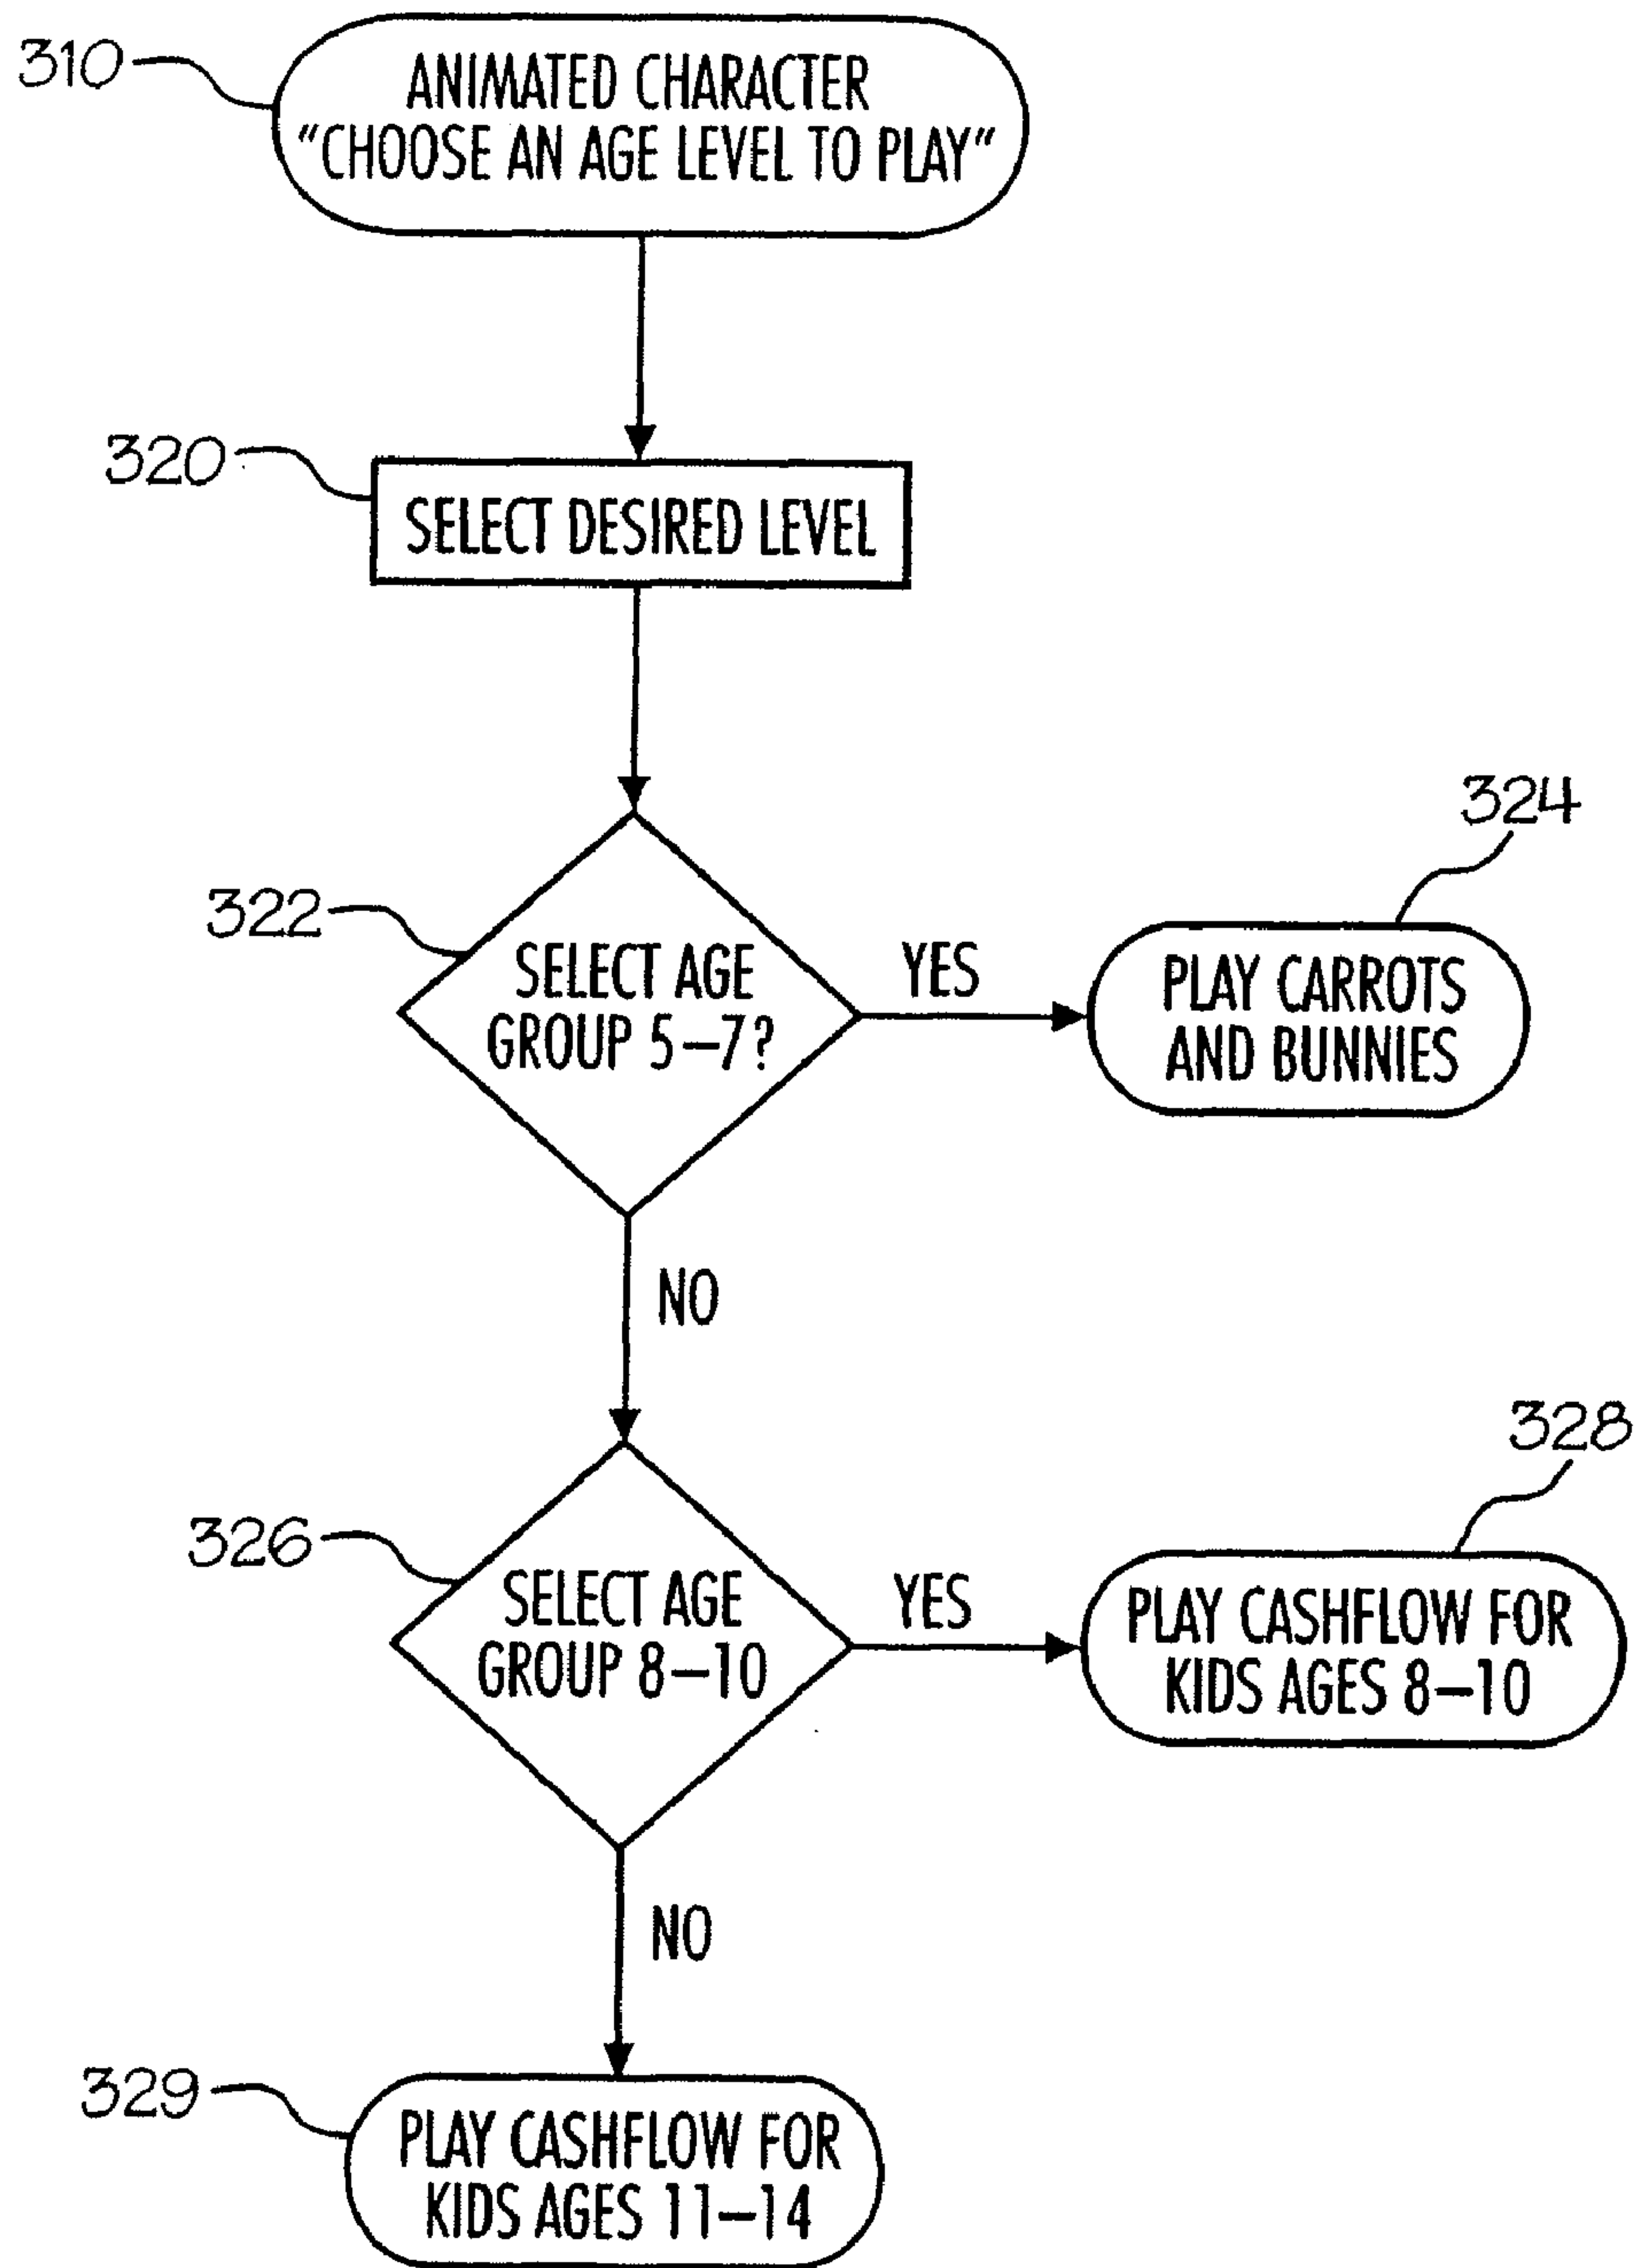 310
ANIMATED CHARACTER
"CHOOSE AN AGE LEVEL TO PLAY"
320
SELECT DESIRED LEVEL
324
322
SELECT AGE
GROUP 5–7?
YES
PLAY CARROTS
AND BUNNIES
NO
328
326
SELECT AGE
GROUP 8–10
YES
PLAY CASHFLOW FOR
KIDS AGES 8–10
NO
329
PLAY CASHFLOW FOR
KIDS AGES 11–14